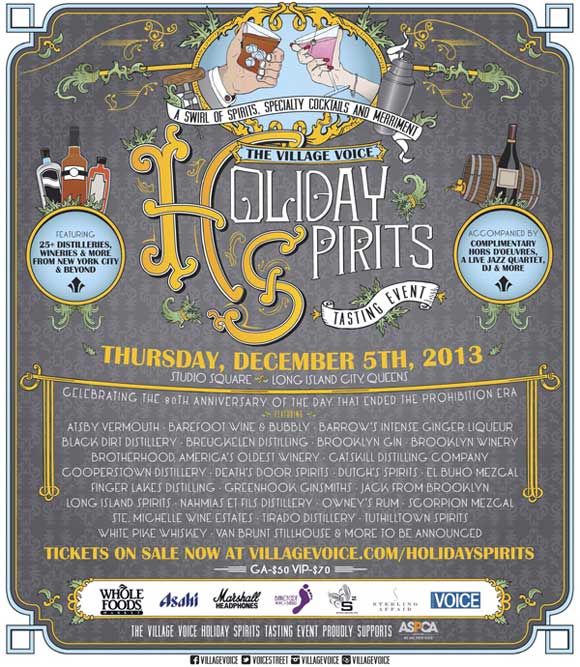 A SWIRL OF SPIRITS, SPECIALTY COCKTAILS AND MERRIMENT
THE VILLAGE VOICE
HOLIDAY
SPIRITS
TASTING EVENT
FEATURING
25+ DISTILLERIES,
WINERIES & MORE
FROM NEW YORK CITY
& BEYOND
ACCOMPANIED BY
COMPLIMENTARY
HORS D'OEUVRES,
A LIVE JAZZ QUARTET,
DJ & MORE
THURSDAY, DECEMBER 5TH, 2013
STUDIO SQUARE LONG ISLAND CITY, QUEENS
CELEBRATING THE 80TH ANNIVERSARY OF THE DAY THAT ENDED THE PROHIBITION ERA
FEATURING
ATSBY VERMOUTH · BAREFOOT WINE & BUBBLY · BARROW'S INTENSE GINGER LIQUEUR
BLACK DIRT DISTILLERY · BREUCKELEN DISTILLING · BROOKLYN GIN · BROOKLYN WINERY
BROTHERHOOD, AMERICA'S OLDEST WINERY · CATSKILL DISTILLING COMPANY
COOPERSTOWN DISTILLERY · DEATH'S DOOR SPIRITS · DUTCH'S SPIRITS · EL BUHO MEZCAL
FINGER LAKES DISTILLING · GREENHOOK GINSMITHS · JACK FROM BROOKLYN
LONG ISLAND SPIRITS · NAHMIAS ET FILS DISTILLERY · OWNEY'S RUM · SCORPION MEZCAL
STE. MICHELLE WINE ESTATES · TIRADO DISTILLERY · TUTHILLTOWN SPIRITS
WHITE PIKE WHISKEY · VAN BRUNT STILLHOUSE & MORE TO BE ANNOUNCED
TICKETS ON SALE NOW AT VILLAGEVOICE.COM/HOLIDAYSPIRITS
GA-$50 VIP-$70
WHOLE
FOODS
MARKET
Asahi
Marshall
HEADPHONES
BAREFOOT
WINE & BUBBLY
STERLING
AFFAIR
VOICE
THE VILLAGE VOICE HOLIDAY SPIRITS TASTING EVENT PROUDLY SUPPORTS ASPCA
VILLAGEVOICE VOICESTREET VILLAGEVOICE VILLAGEVOICE